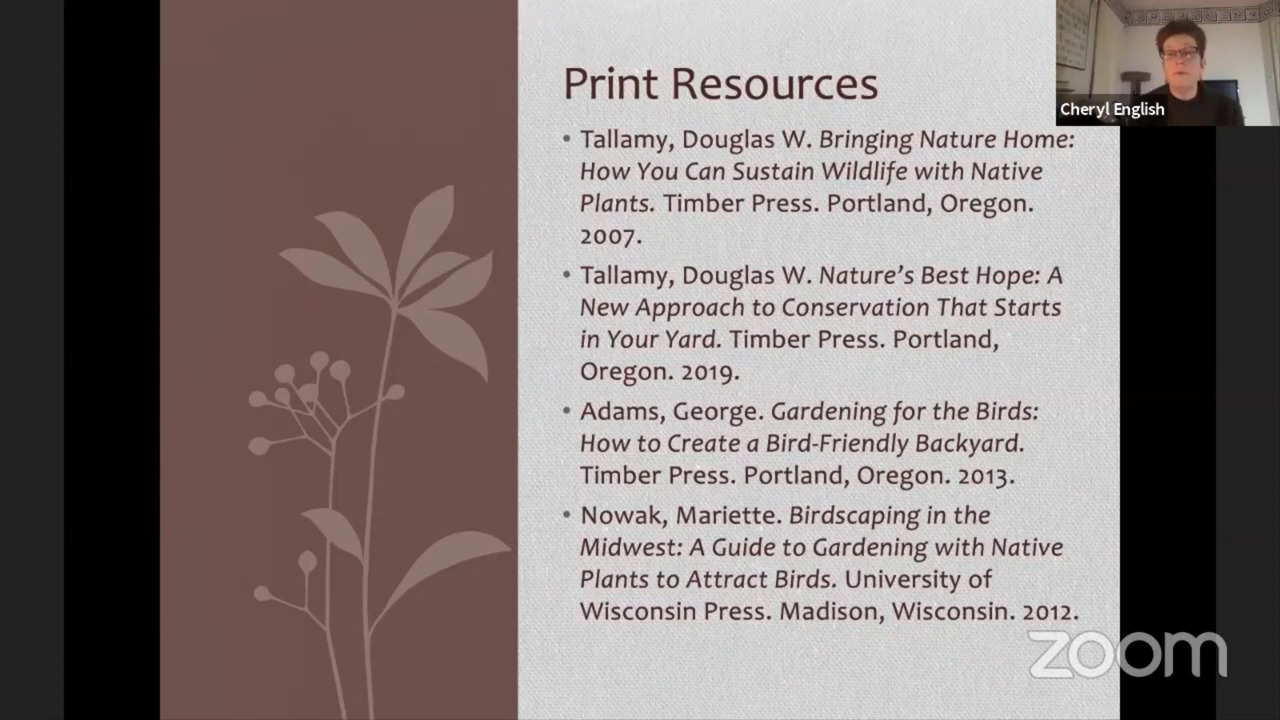 Print Resources
Cheryl English
• Tallamy, Douglas W. Bringing Nature Home:
How You Can Sustain Wildlife with Native
Plants. Timber Press. Portland, Oregon.
2007.
• Tallamy, Douglas W. Nature’s Best Hope: A
New Approach to Conservation That Starts
in Your Yard. Timber Press. Portland,
Oregon. 2019.
• Adams, George. Gardening for the Birds:
How to Create a Bird-Friendly Backyard.
Timber Press. Portland, Oregon. 2013.
• Nowak, Mariette. Birdscaping in the
Midwest: A Guide to Gardening with Native
Plants to Attract Birds. University of
Wisconsin Press. Madison, Wisconsin. 2012.
zoom